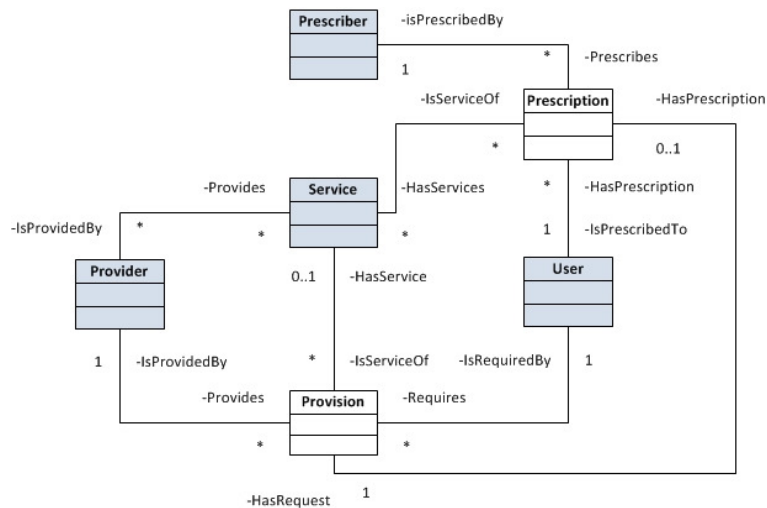 Prescriber
-isPrescribedBy
1
*
-Prescribes
-IsServiceOf
Prescription
-HasPrescription
*
0..1
-Provides
Service
-HasServices
*
-HasPrescription
-IsProvidedBy
*
*
*
1
-IsPrescribedTo
Provider
0..1
-HasService
User
1
-IsProvidedBy
*
-IsServiceOf
-IsRequiredBy
1
-Provides
Provision
-Requires
*
*
-HasRequest
1